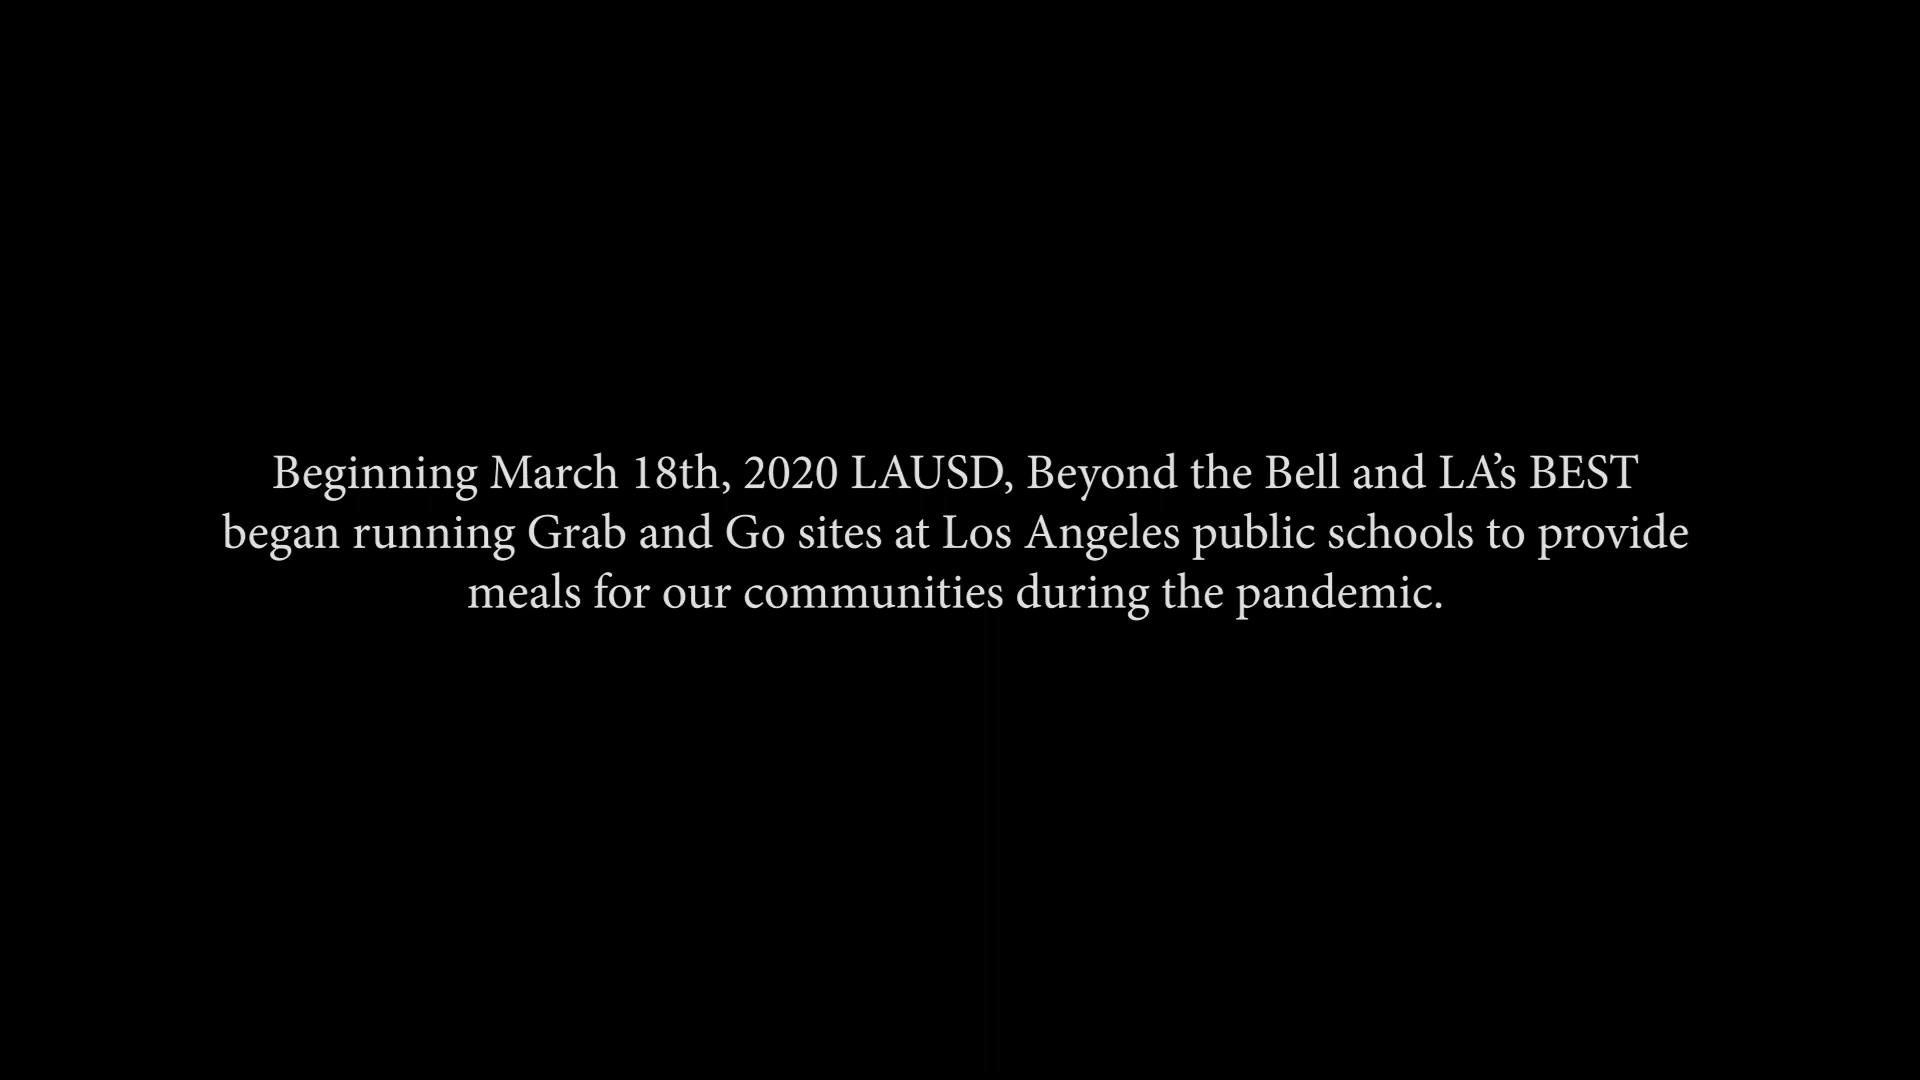 Beginning March 18th, 2020 LAUSD, Beyond the Bell and LA’s BEST
began running Grab and Go sites at Los Angeles public schools to provide
meals for our communities during the pandemic.